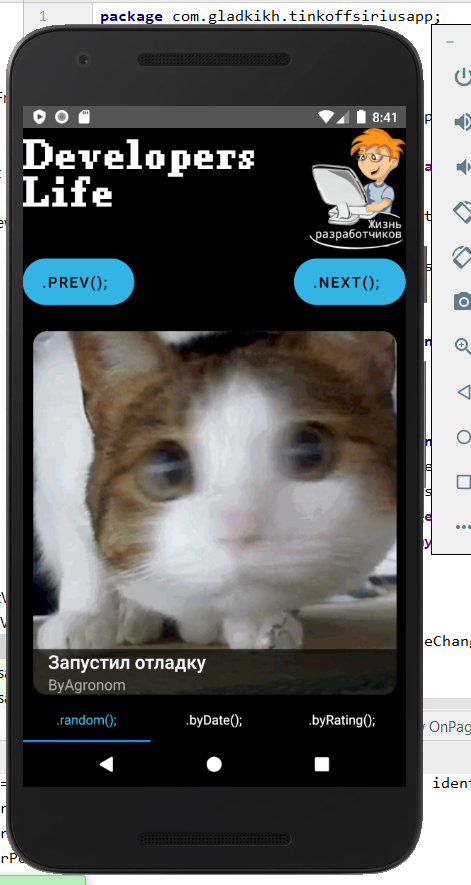 1 package com.gladkikh.tinkoffsiriusapp;
8:41
Developers
Life
Жизнь
разработчиков
.PREV();
.NEXT();
Запустил отладку
ByAgronom
.random();
.byDate();
.byRating();
eChang
OnPag
ident